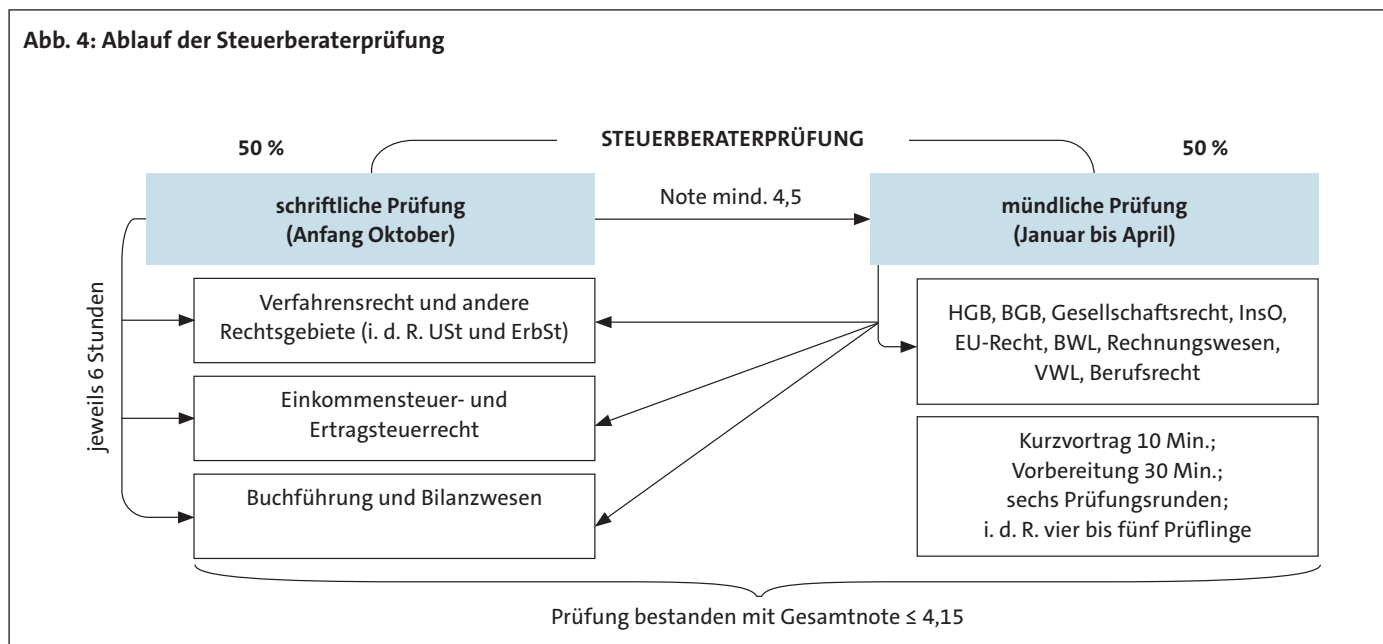 Abb. 4: Ablauf der Steuerberaterprüfung
STEUERBERATERPRÜFUNG
50 %
50 %
schriftliche Prüfung
(Anfang Oktober)
Note mind. 4,5
mündliche Prüfung
(Januar bis April)
jeweils 6 Stunden
Verfahrensrecht und andere
Rechtsgebiete (i. d. R. USt und ErbSt)
Einkommensteuer- und
Ertragsteuerrecht
Buchführung und Bilanzwesen
HGB, BGB, Gesellschaftsrecht, InsO,
EU-Recht, BWL, Rechnungswesen,
VWL, Berufsrecht
Kurzvortrag 10 Min.;
Vorbereitung 30 Min.;
sechs Prüfungsrunden;
i. d. R. vier bis fünf Prüflinge
Prüfung bestanden mit Gesamtnote ≤ 4,15